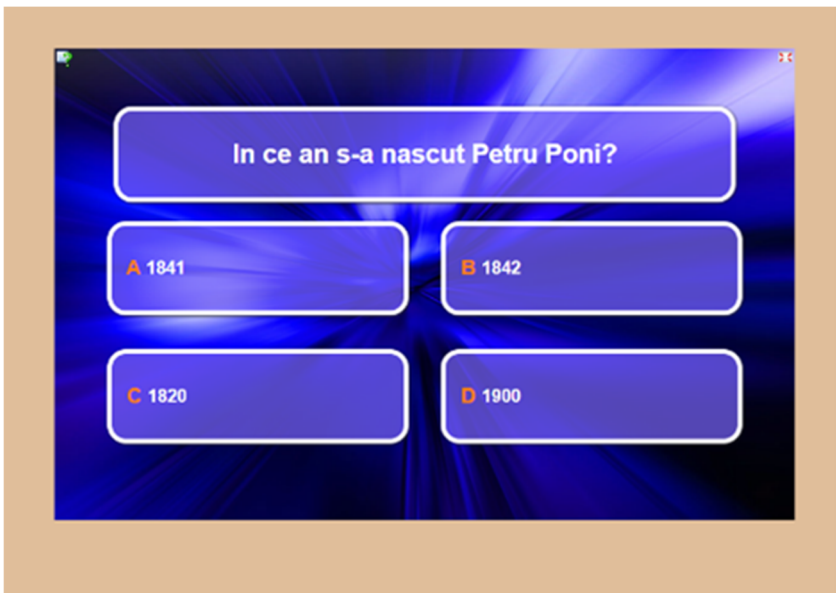 In ce an s-a nascut Petru Poni?
A 1841
B 1842
C 1820
D 1900